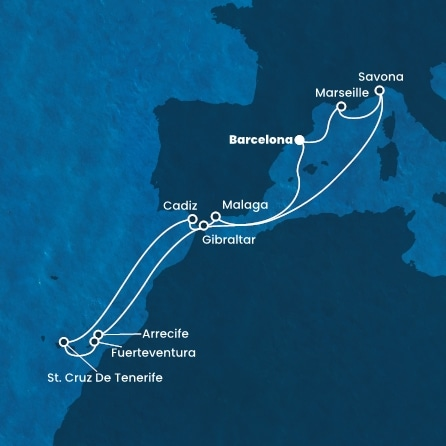 Savona
Marseille
Barcelona
Cadiz
Malaga
Gibraltar
Arrecife
Fuerteventura
St. Cruz De Tenerife